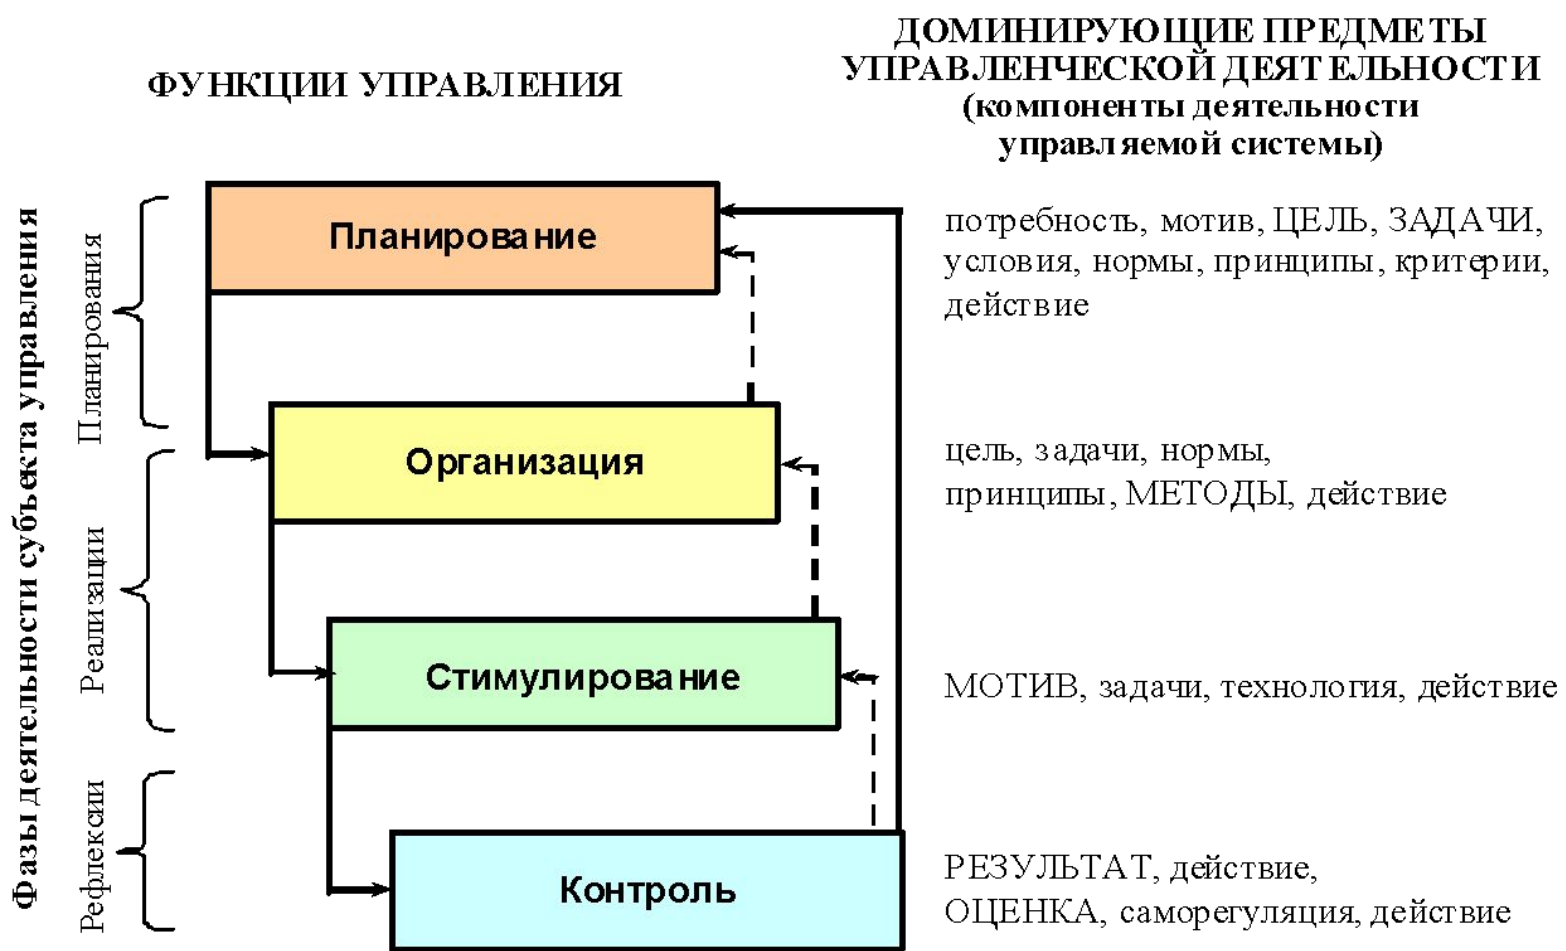 ФУНКЦИИ УПРАВЛЕНИЯ
ДОМИНИРУЮЩИЕ ПРЕДМЕТЫ
УПРАВЛЕНЧЕСКОЙ ДЕЯТЕЛЬНОСТИ
(компоненты деятельности
управляемой системы)
Фазы деятельности субъекта управления
Планирования
Планирование
потребность, мотив, ЦЕЛЬ, ЗАДАЧИ,
условия, нормы, принципы, критерии,
действие
Реализации
Организация
цель, задачи, нормы,
принципы, МЕТОДЫ, действие
Стимулирование
МОТИВ, задачи, технология, действие
Рефлексии
Контроль
РЕЗУЛЬТАТ, действие,
ОЦЕНКА, саморегуляция, действие